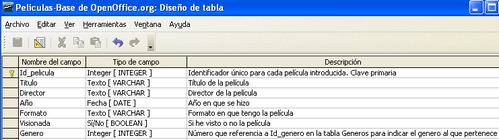 Peliculas-Base de OpenOffice.org: Diseño de tabla
Archivo Editar Ver Herramientas Ventana Ayuda
Nombre del campo Tipo de campo Descripción
Id_pelicula Integer [ INTEGER ] Identificador único para cada película introducida. Clave primaria
Titulo Texto [ VARCHAR ] Título de la película
Director Texto [ VARCHAR ] Director de la película
Año Fecha [ DATE ] Año en que se hizo
Formato Texto [ VARCHAR ] Formato en que tengo la película
Visionada Sí/No [ BOOLEAN ] Si he visto o no la película
Genero Integer [ INTEGER ] Número que referencia a Id_genero en la tabla Generos para indicar el genero al que pertenece